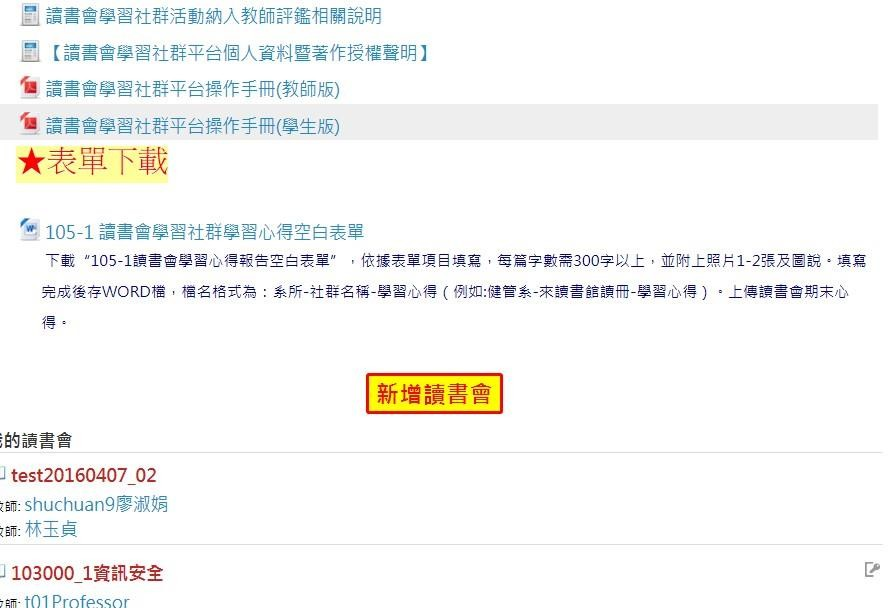 讀書會學習社群活動納入教師評鑑相關說明
【讀書會學習社群平台個人資料暨著作授權聲明】
讀書會學習社群平台操作手冊(教師版)
讀書會學習社群平台操作手冊(學生版)
★表單下載
105-1 讀書會學習社群學習心得空白表單
下載“105-1讀書會學習心得報告空白表單”，依據表單項目填寫，每篇字數需300字以上，並附上照片1-2張及圖說。填寫
完成後存WORD檔，檔名格式為：系所-社群名稱-學習心得（例如:健管系-來讀書館讀冊-學習心得）。上傳讀書會期末心
得。
新增讀書會
我的讀書會
test20160407_02
教師: shuchuan9廖淑娟
教師: 林玉貞
103000_1資訊安全
教師: t01Professor